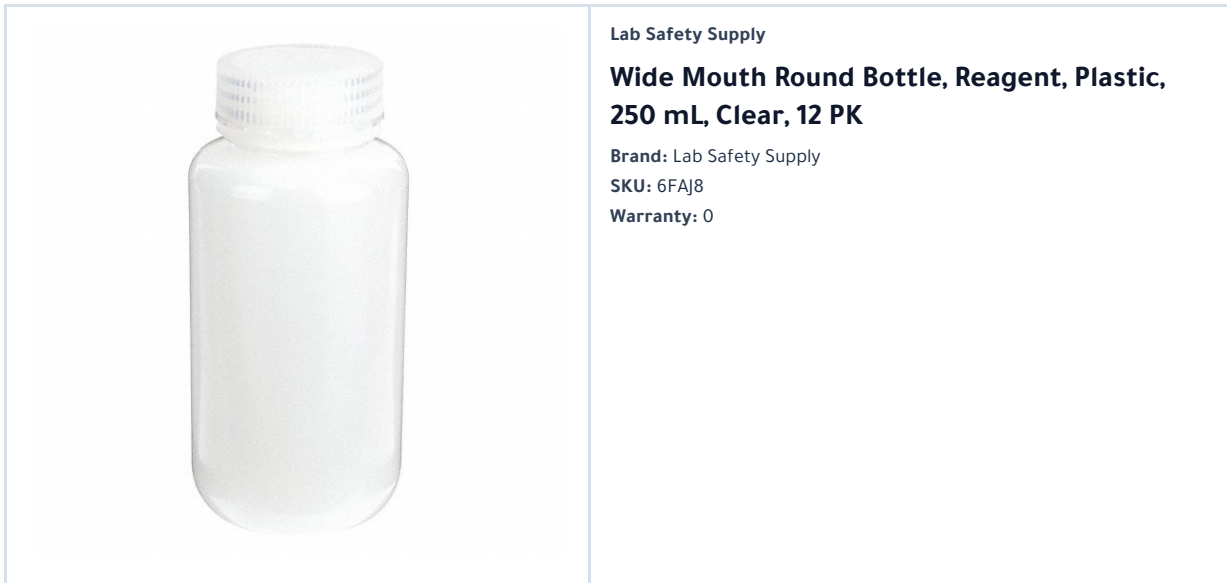 Lab Safety Supply
Wide Mouth Round Bottle, Reagent, Plastic,
250 mL, Clear, 12 PK
Brand: Lab Safety Supply
SKU: 6FAJ8
Warranty: 0